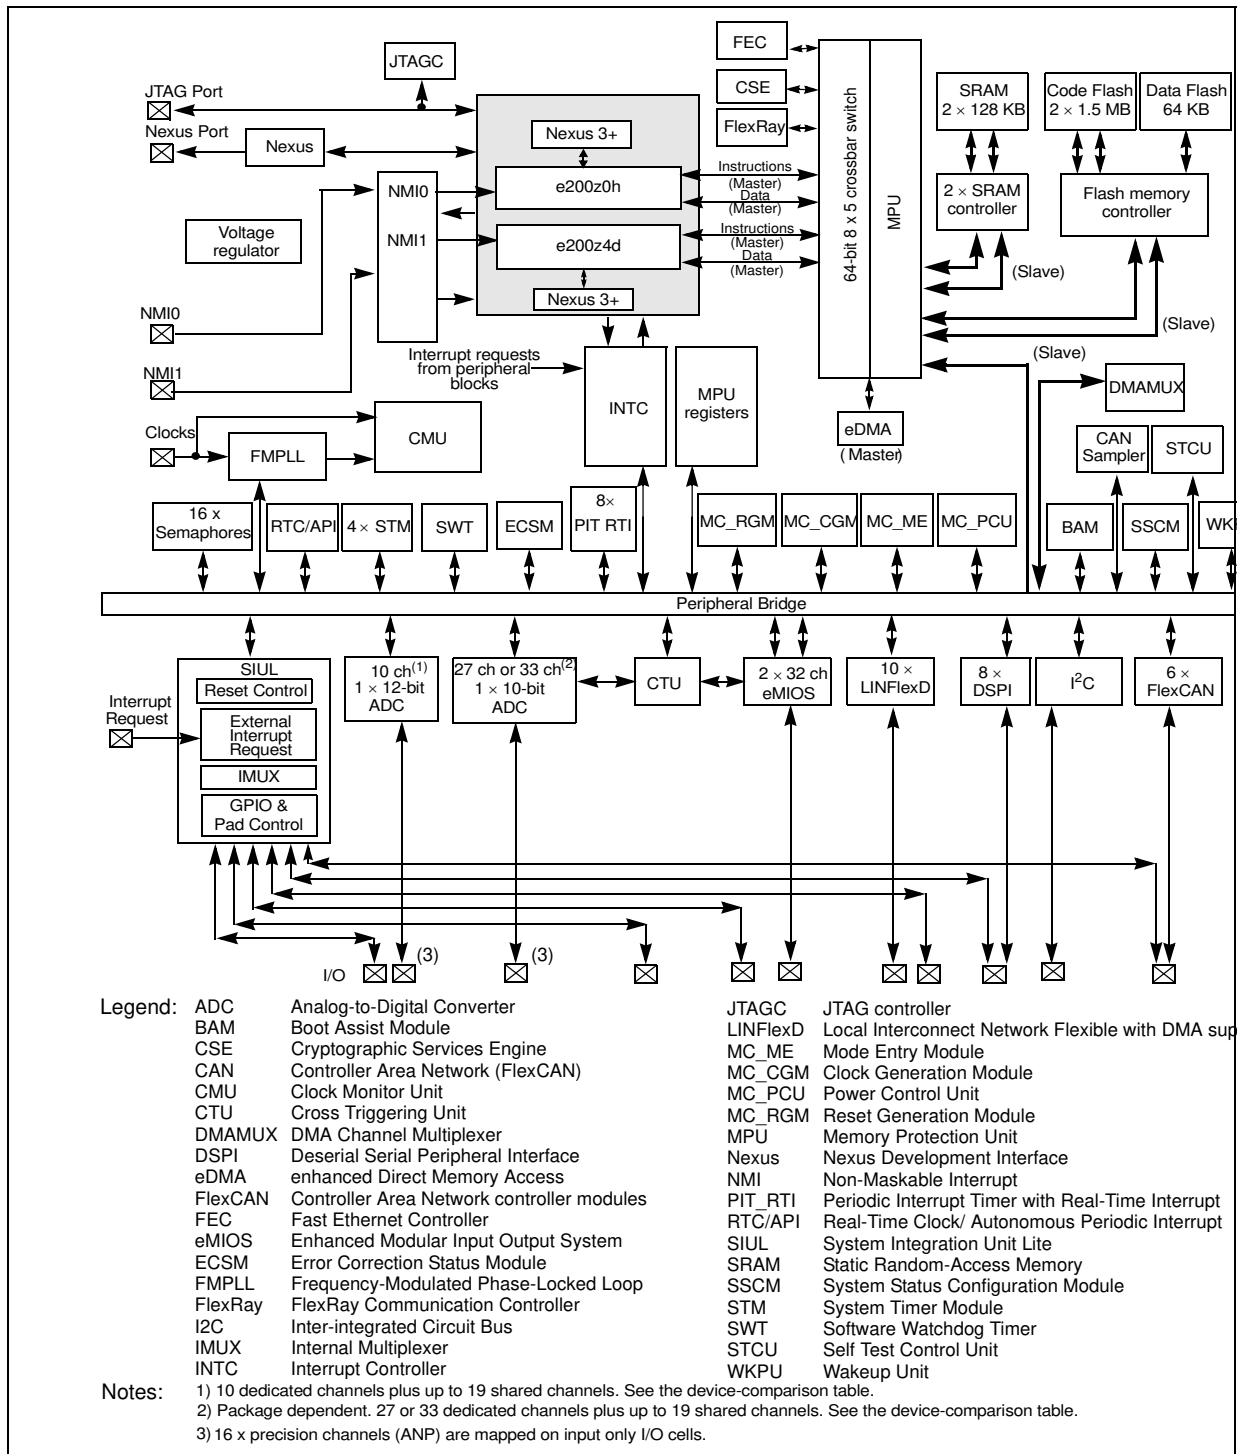 FEC
JTAGC
CSE
JTAG Port
SRAM
2 × 128 KB
Code Flash
2 × 1.5 MB
Data Flash
64 KB
FlexRay
Nexus Port
Nexus
Nexus 3+
Instructions
(Master)
Data
(Master)
e200z0h
NMI0
64-bit 8 x 5 crossbar switch
MPU
2 × SRAM
controller
Flash memory
controller
Voltage
regulator
NMI1
e200z4d
Instructions
(Master)
Data
(Master)
(Slave)
Nexus 3+
NMI0
(Slave)
Interrupt requests
from peripheral
blocks
(Slave)
NMI1
INTC
MPU
registers
DMAMUX
Clocks
CMU
eDMA
(Master)
CAN
Sampler
STCU
FMPLL
16 x
Semaphores
RTC/API
4 × STM
SWT
ECSM
8×
PIT RTI
MC_RGM
MC_CGM
MC_ME
MC_PCU
BAM
SSCM
Peripheral Bridge
SIUL
Reset Control
10 ch(1)
1 × 12-bit
ADC
27 ch or 33 ch(2)
1 × 10-bit
ADC
CTU
2 × 32 ch
eMIOS
10 ×
LINFlexD
8 ×
DSPI
I2C
6 ×
FlexCAN
Interrupt
Request
External
Interrupt
Request
IMUX
GPIO &
Pad Control
I/O
(3)
(3)
Legend:
ADC Analog-to-Digital Converter
BAM Boot Assist Module
CSE Cryptographic Services Engine
CAN Controller Area Network (FlexCAN)
CMU Clock Monitor Unit
CTU Cross Triggering Unit
DMAMUX DMA Channel Multiplexer
DSPI Deserial Serial Peripheral Interface
eDMA enhanced Direct Memory Access
FlexCAN Controller Area Network controller modules
FEC Fast Ethernet Controller
eMIOS Enhanced Modular Input Output System
ECSM Error Correction Status Module
FMPLL Frequency-Modulated Phase-Locked Loop
FlexRay FlexRay Communication Controller
I2C Inter-integrated Circuit Bus
IMUX Internal Multiplexer
INTC Interrupt Controller
JTAGC JTAG controller
LINFlexD Local Interconnect Network Flexible with DMA sup
MC_ME Mode Entry Module
MC_CGM Clock Generation Module
MC_PCU Power Control Unit
MC_RGM Reset Generation Module
MPU Memory Protection Unit
Nexus Nexus Development Interface
NMI Non-Maskable Interrupt
PIT_RTI Periodic Interrupt Timer with Real-Time Interrupt
RTC/API Real-Time Clock/ Autonomous Periodic Interrupt
SIUL System Integration Unit Lite
SRAM Static Random-Access Memory
SSCM System Status Configuration Module
STM System Timer Module
SWT Software Watchdog Timer
STCU Self Test Control Unit
WKPU Wakeup Unit
Notes:
1) 10 dedicated channels plus up to 19 shared channels. See the device-comparison table.
2) Package dependent. 27 or 33 dedicated channels plus up to 19 shared channels. See the device-comparison table.
3) 16 x precision channels (ANP) are mapped on input only I/O cells.